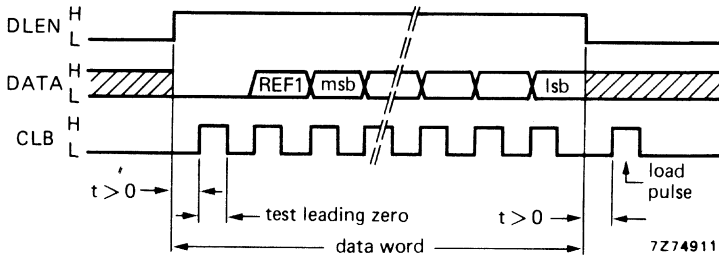 DLEN H
L
DATA H
L
REF1 msb lsb
CLB H
L
t > 0
test leading zero
t > 0
load
pulse
data word
7Z74911